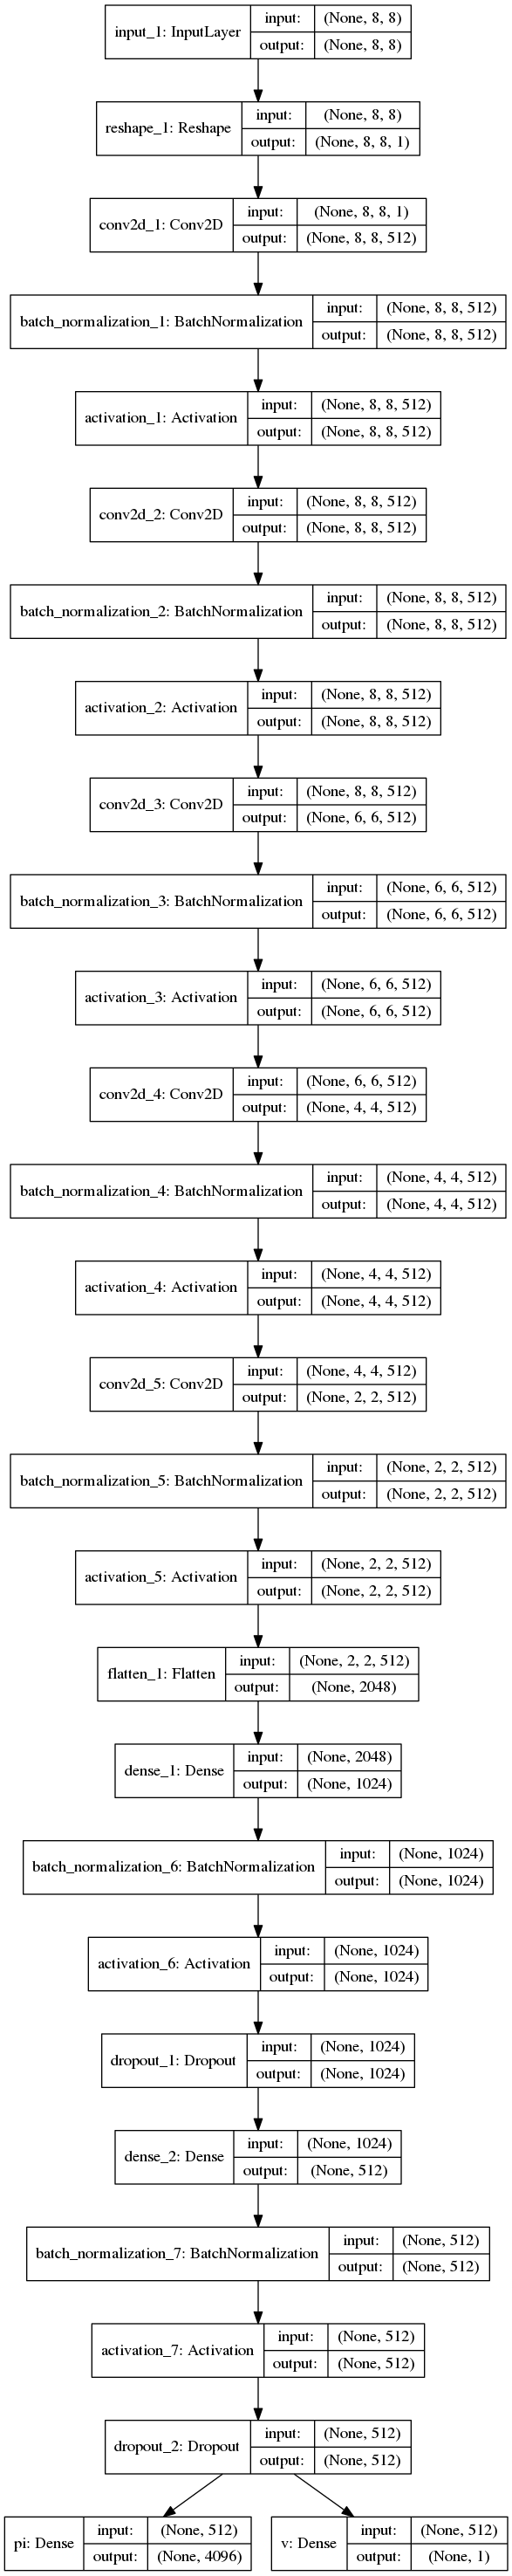 input_1: InputLayer
input: (None, 8, 8)
output: (None, 8, 8)
reshape_1: Reshape
input: (None, 8, 8)
output: (None, 8, 8, 1)
conv2d_1: Conv2D
input: (None, 8, 8, 1)
output: (None, 8, 8, 512)
batch_normalization_1: BatchNormalization
input: (None, 8, 8, 512)
output: (None, 8, 8, 512)
activation_1: Activation
input: (None, 8, 8, 512)
output: (None, 8, 8, 512)
conv2d_2: Conv2D
input: (None, 8, 8, 512)
output: (None, 8, 8, 512)
batch_normalization_2: BatchNormalization
input: (None, 8, 8, 512)
output: (None, 8, 8, 512)
activation_2: Activation
input: (None, 8, 8, 512)
output: (None, 8, 8, 512)
conv2d_3: Conv2D
input: (None, 8, 8, 512)
output: (None, 6, 6, 512)
batch_normalization_3: BatchNormalization
input: (None, 6, 6, 512)
output: (None, 6, 6, 512)
activation_3: Activation
input: (None, 6, 6, 512)
output: (None, 6, 6, 512)
conv2d_4: Conv2D
input: (None, 6, 6, 512)
output: (None, 4, 4, 512)
batch_normalization_4: BatchNormalization
input: (None, 4, 4, 512)
output: (None, 4, 4, 512)
activation_4: Activation
input: (None, 4, 4, 512)
output: (None, 4, 4, 512)
conv2d_5: Conv2D
input: (None, 4, 4, 512)
output: (None, 2, 2, 512)
batch_normalization_5: BatchNormalization
input: (None, 2, 2, 512)
output: (None, 2, 2, 512)
activation_5: Activation
input: (None, 2, 2, 512)
output: (None, 2, 2, 512)
flatten_1: Flatten
input: (None, 2, 2, 512)
output: (None, 2048)
dense_1: Dense
input: (None, 2048)
output: (None, 1024)
batch_normalization_6: BatchNormalization
input: (None, 1024)
output: (None, 1024)
activation_6: Activation
input: (None, 1024)
output: (None, 1024)
dropout_1: Dropout
input: (None, 1024)
output: (None, 1024)
dense_2: Dense
input: (None, 1024)
output: (None, 512)
batch_normalization_7: BatchNormalization
input: (None, 512)
output: (None, 512)
activation_7: Activation
input: (None, 512)
output: (None, 512)
dropout_2: Dropout
input: (None, 512)
output: (None, 512)
pi: Dense
input: (None, 512)
output: (None, 4096)
v: Dense
input: (None, 512)
output: (None, 1)